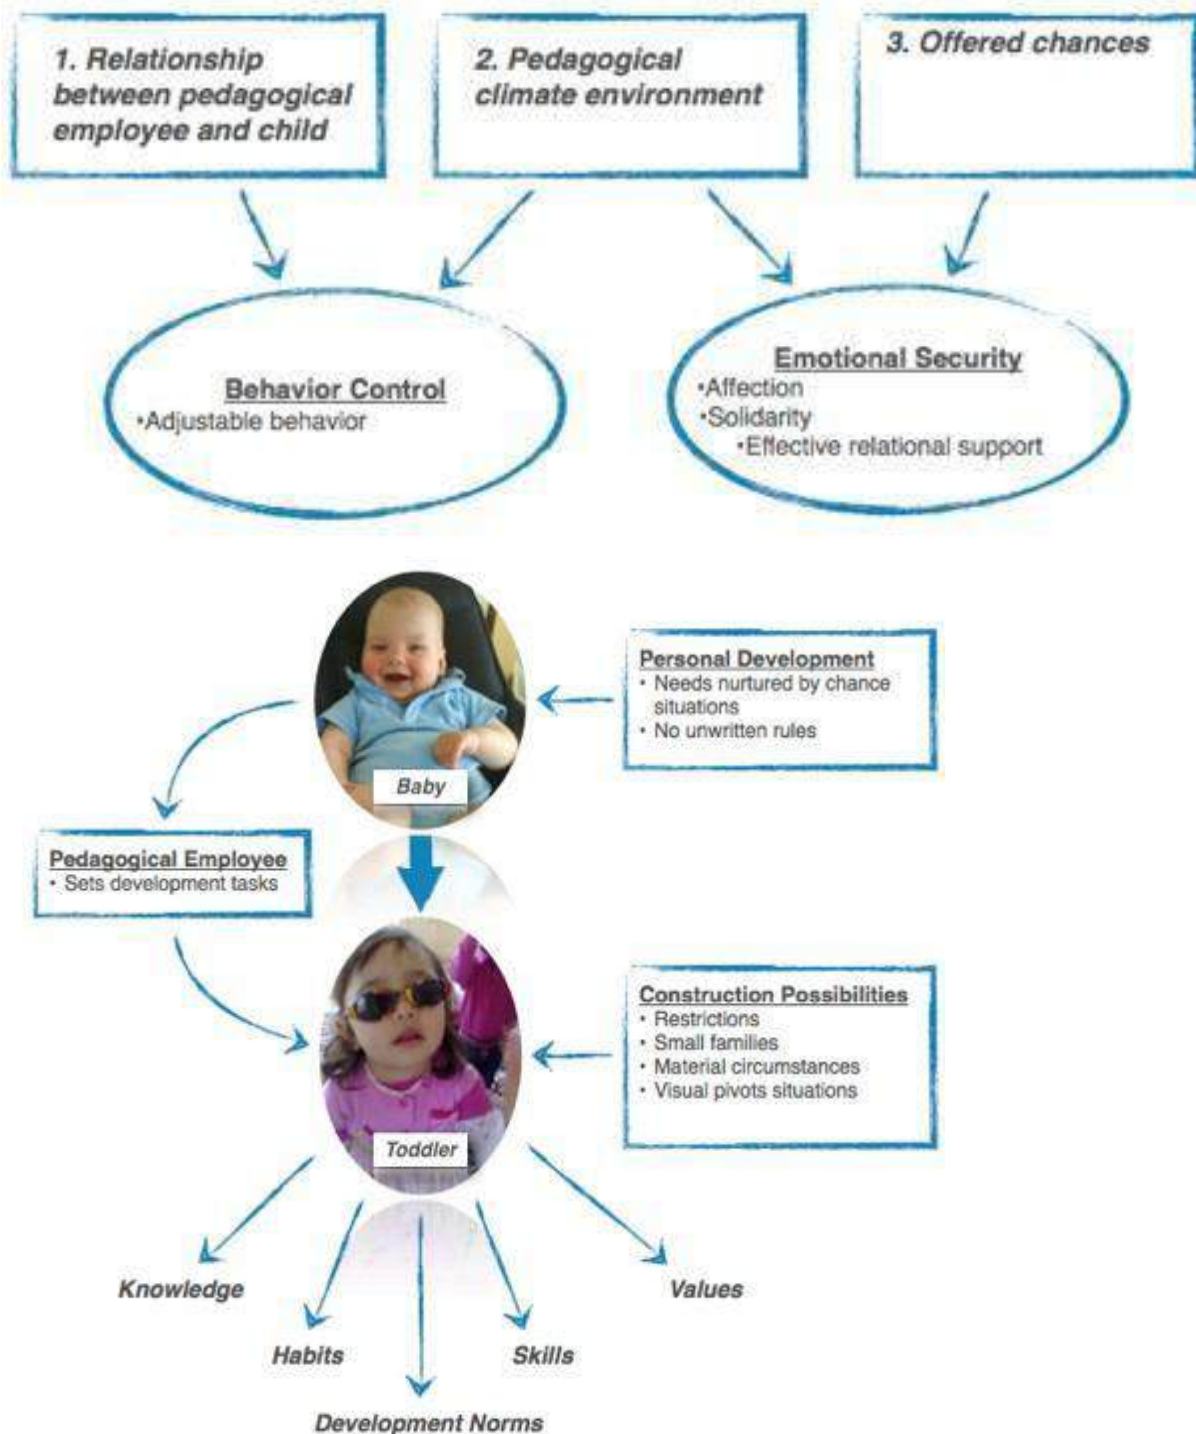 1. Relationship
between pedagogical
employee and child
2. Pedagogical
climate environment
3. Offered chances
Behavior Control
•Adjustable behavior
Emotional Security
•Affection
•Solidarity
•Effective relational support
Baby
Personal Development
• Needs nurtured by chance
situations
• No unwritten rules
Pedagogical Employee
• Sets development tasks
Toddler
Construction Possibilities
• Restrictions
• Small families
• Material circumstances
• Visual pivots situations
Knowledge
Values
Habits
Skills
Development Norms